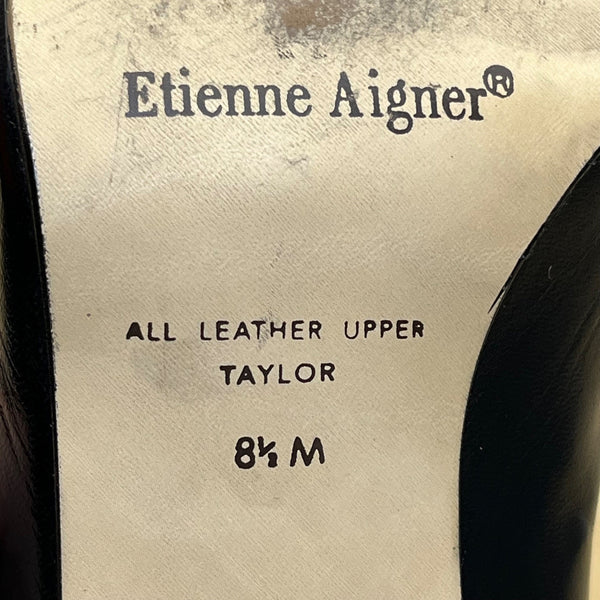 Etienne Aigner®
ALL LEATHER UPPER
TAYLOR
8½ M